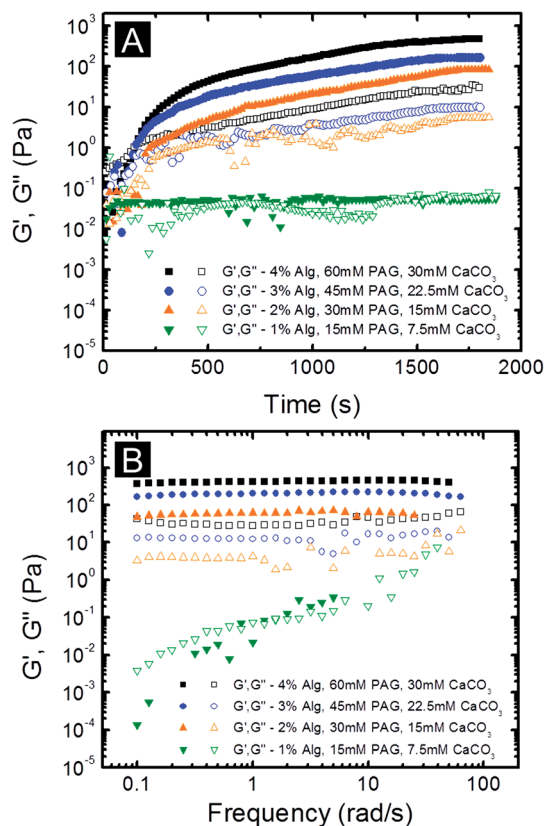 A
10³
10²
10¹
10⁰
10⁻¹
10⁻²
10⁻³
10⁻⁴
10⁻⁵
G', G'' (Pa)
G',G'' - 4% Alg, 60mM PAG, 30mM CaCO₃
G',G'' - 3% Alg, 45mM PAG, 22.5mM CaCO₃
G',G'' - 2% Alg, 30mM PAG, 15mM CaCO₃
G',G'' - 1% Alg, 15mM PAG, 7.5mM CaCO₃
0 500 1000 1500 2000
Time (s)
B
10³
10²
10¹
10⁰
10⁻¹
10⁻²
10⁻³
10⁻⁴
10⁻⁵
G', G'' (Pa)
G',G'' - 4% Alg, 60mM PAG, 30mM CaCO₃
G',G'' - 3% Alg, 45mM PAG, 22.5mM CaCO₃
G',G'' - 2% Alg, 30mM PAG, 15mM CaCO₃
G',G'' - 1% Alg, 15mM PAG, 7.5mM CaCO₃
0.1 1 10 100
Frequency (rad/s)